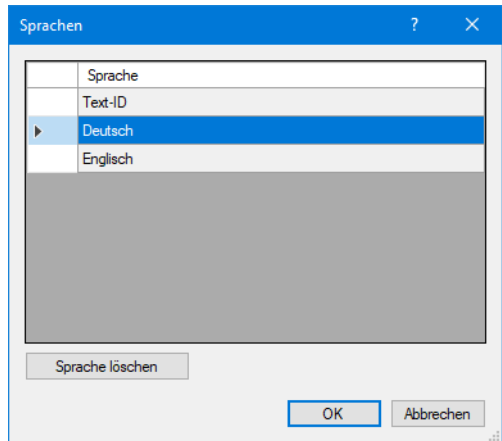 Sprachen ?
Sprache
Text-ID
Deutsch
Englisch
Sprache löschen
OK Abbrechen